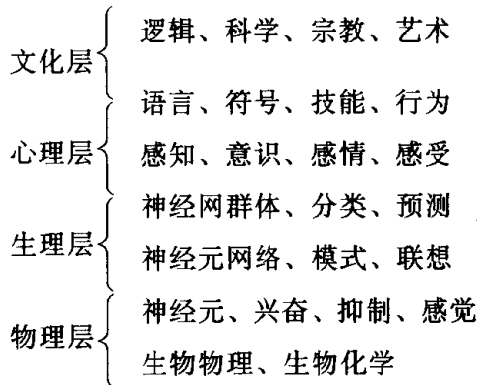 逻辑、科学、宗教、艺术
文化层
语言、符号、技能、行为
心理层
感知、意识、感情、感受
神经网群体、分类、预测
生理层
神经元网络、模式、联想
神经元、兴奋、抑制、感觉
物理层
生物物理、生物化学